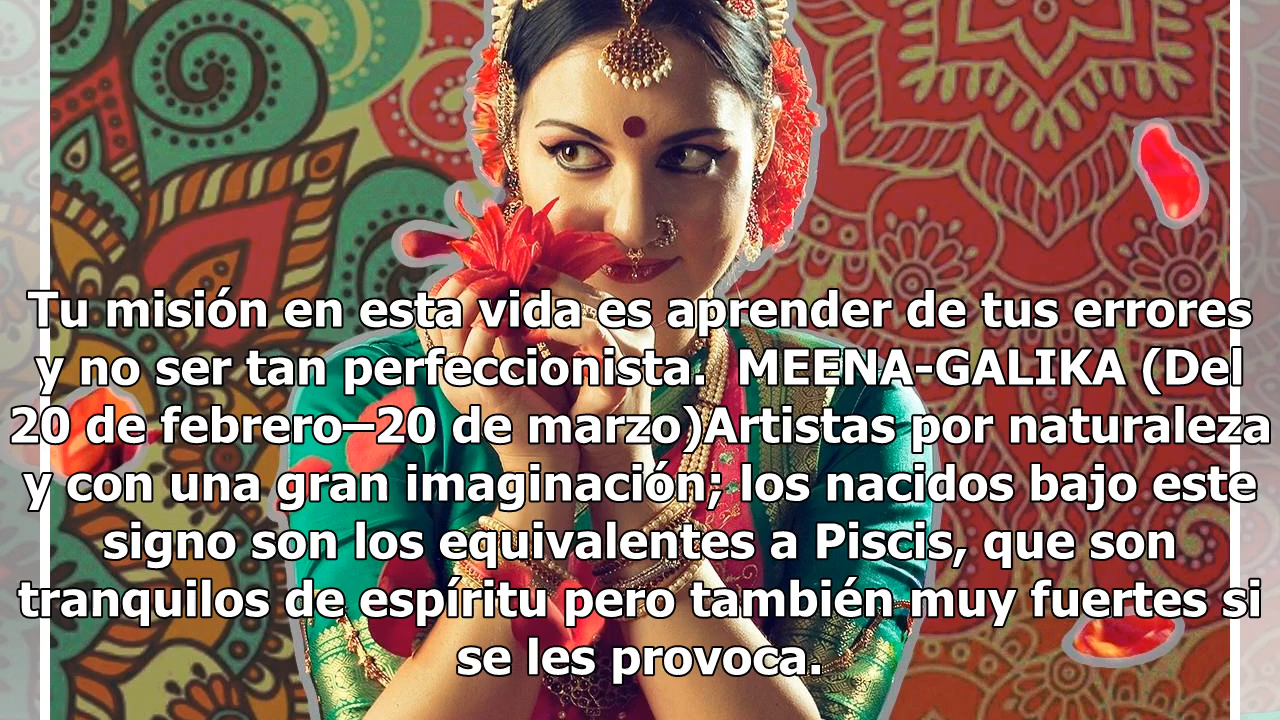 Tu misión en esta vida es aprender de tus errores
y no ser tan perfeccionista.  MEENA-GALIKA (Del
20 de febrero—20 de marzo)Artistas por naturaleza
y con una gran imaginación; los nacidos bajo este
signo son los equivalentes a Piscis, que son
tranquilos de espíritu pero también muy fuertes si
se les provoca.